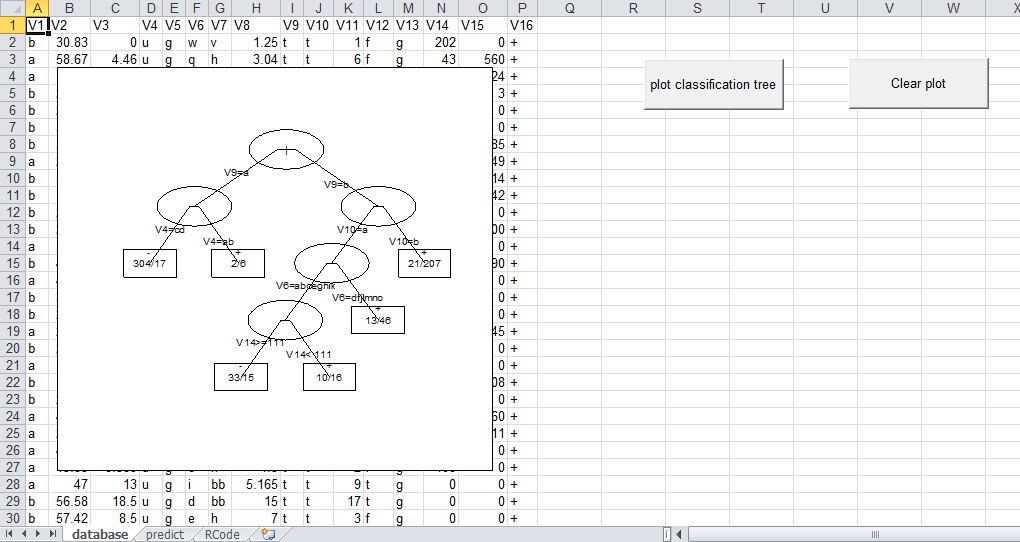 A B C D E F G H I J K L M N O P Q R S T U V W
1 V1 V2 V3 V4 V5 V6 V7 V8 V9 V10 V11 V12 V13 V14 V15 V16
2 b 30.83 0 u g w v 1.25 t t 1 f g 202 0 +
3 a 58.67 4.46 u g q h 3.04 t t 6 f g 43 560 +
4 a 24 +
5 b 3 +
6 b 0 +
7 b 0 +
8 b 85 +
9 a 49 +
10 b 14 +
11 b 42 +
12 b 0 +
13 b 00 +
14 a 0 +
15 b 90 +
16 a 0 +
17 b 0 +
18 b 0 +
19 a 45 +
20 b 0 +
21 a 0 +
22 b 08 +
23 b 0 +
24 a 60 +
25 a 11 +
26 a 0 +
27 a 0 +
28 a 47 13 u g i bb 5.165 t t 9 t g 0 0 +
29 b 56.58 18.5 u g d bb 15 t t 17 t g 0 0 +
30 b 57.42 8.5 u g e h 7 t t 3 f g 0 0 +
plot classification tree
Clear plot
V9=a
V9=b
V4=cd
V4=ab
V10=a
V10=b
-
304/17
+
2/6
+
21/207
V6=abceghik
V6=dfjlmno
+
13/46
V14>=111
V14< 111
-
33/15
+
10/16
database predict RCode